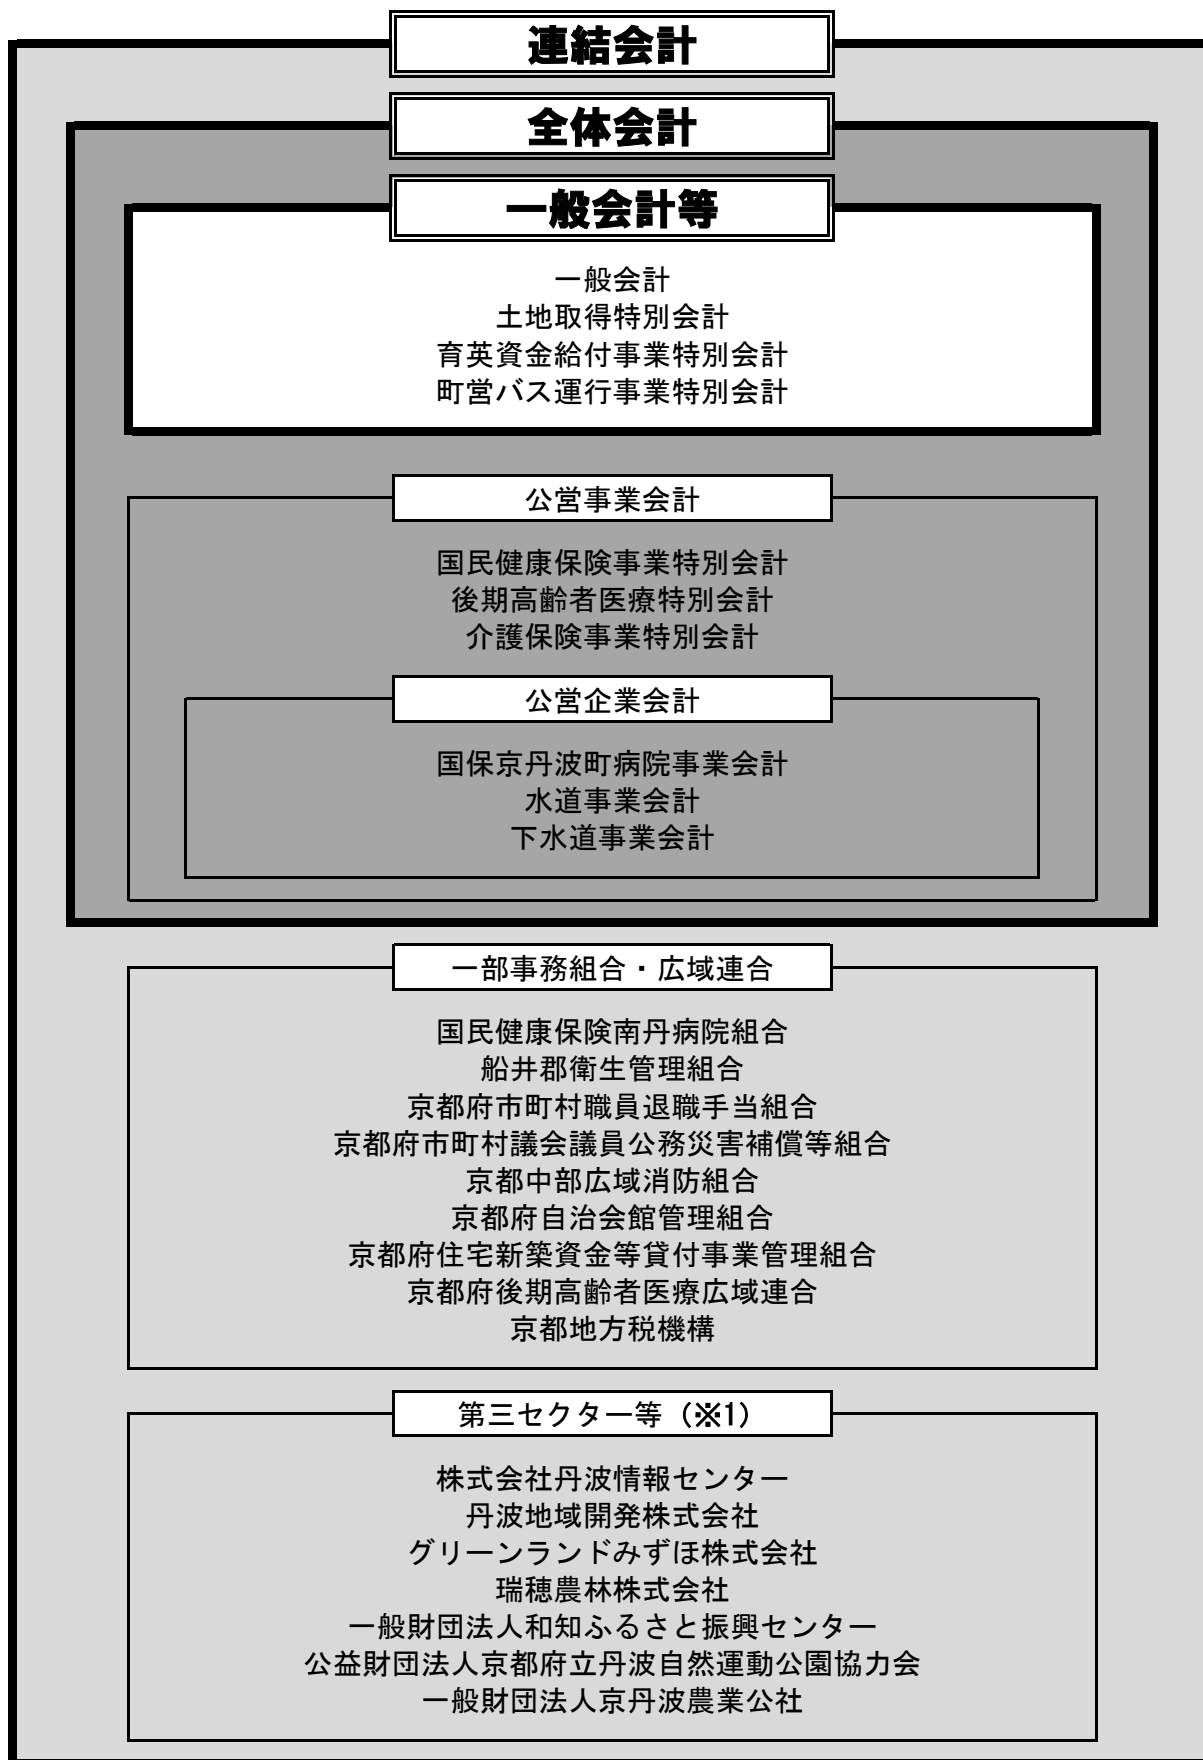 連結会計
全体会計
一般会計等
一般会計
土地取得特別会計
育英資金給付事業特別会計
町営バス運行事業特別会計
公営事業会計
国民健康保険事業特別会計
後期高齢者医療特別会計
介護保険事業特別会計
公営企業会計
国保京丹波町病院事業会計
水道事業会計
下水道事業会計
一部事務組合・広域連合
国民健康保険南丹病院組合
船井郡衛生管理組合
京都府市町村職員退職手当組合
京都府市町村議会議員公務災害補償等組合
京都中部広域消防組合
京都府自治会館管理組合
京都府住宅新築資金等貸付事業管理組合
京都府後期高齢者医療広域連合
京都地方税機構
第三セクター等（※1）
株式会社丹波情報センター
丹波地域開発株式会社
グリーンランドみずほ株式会社
瑞穂農林株式会社
一般財団法人和知ふるさと振興センター
公益財団法人京都府立丹波自然運動公園協力会
一般財団法人京丹波農業公社